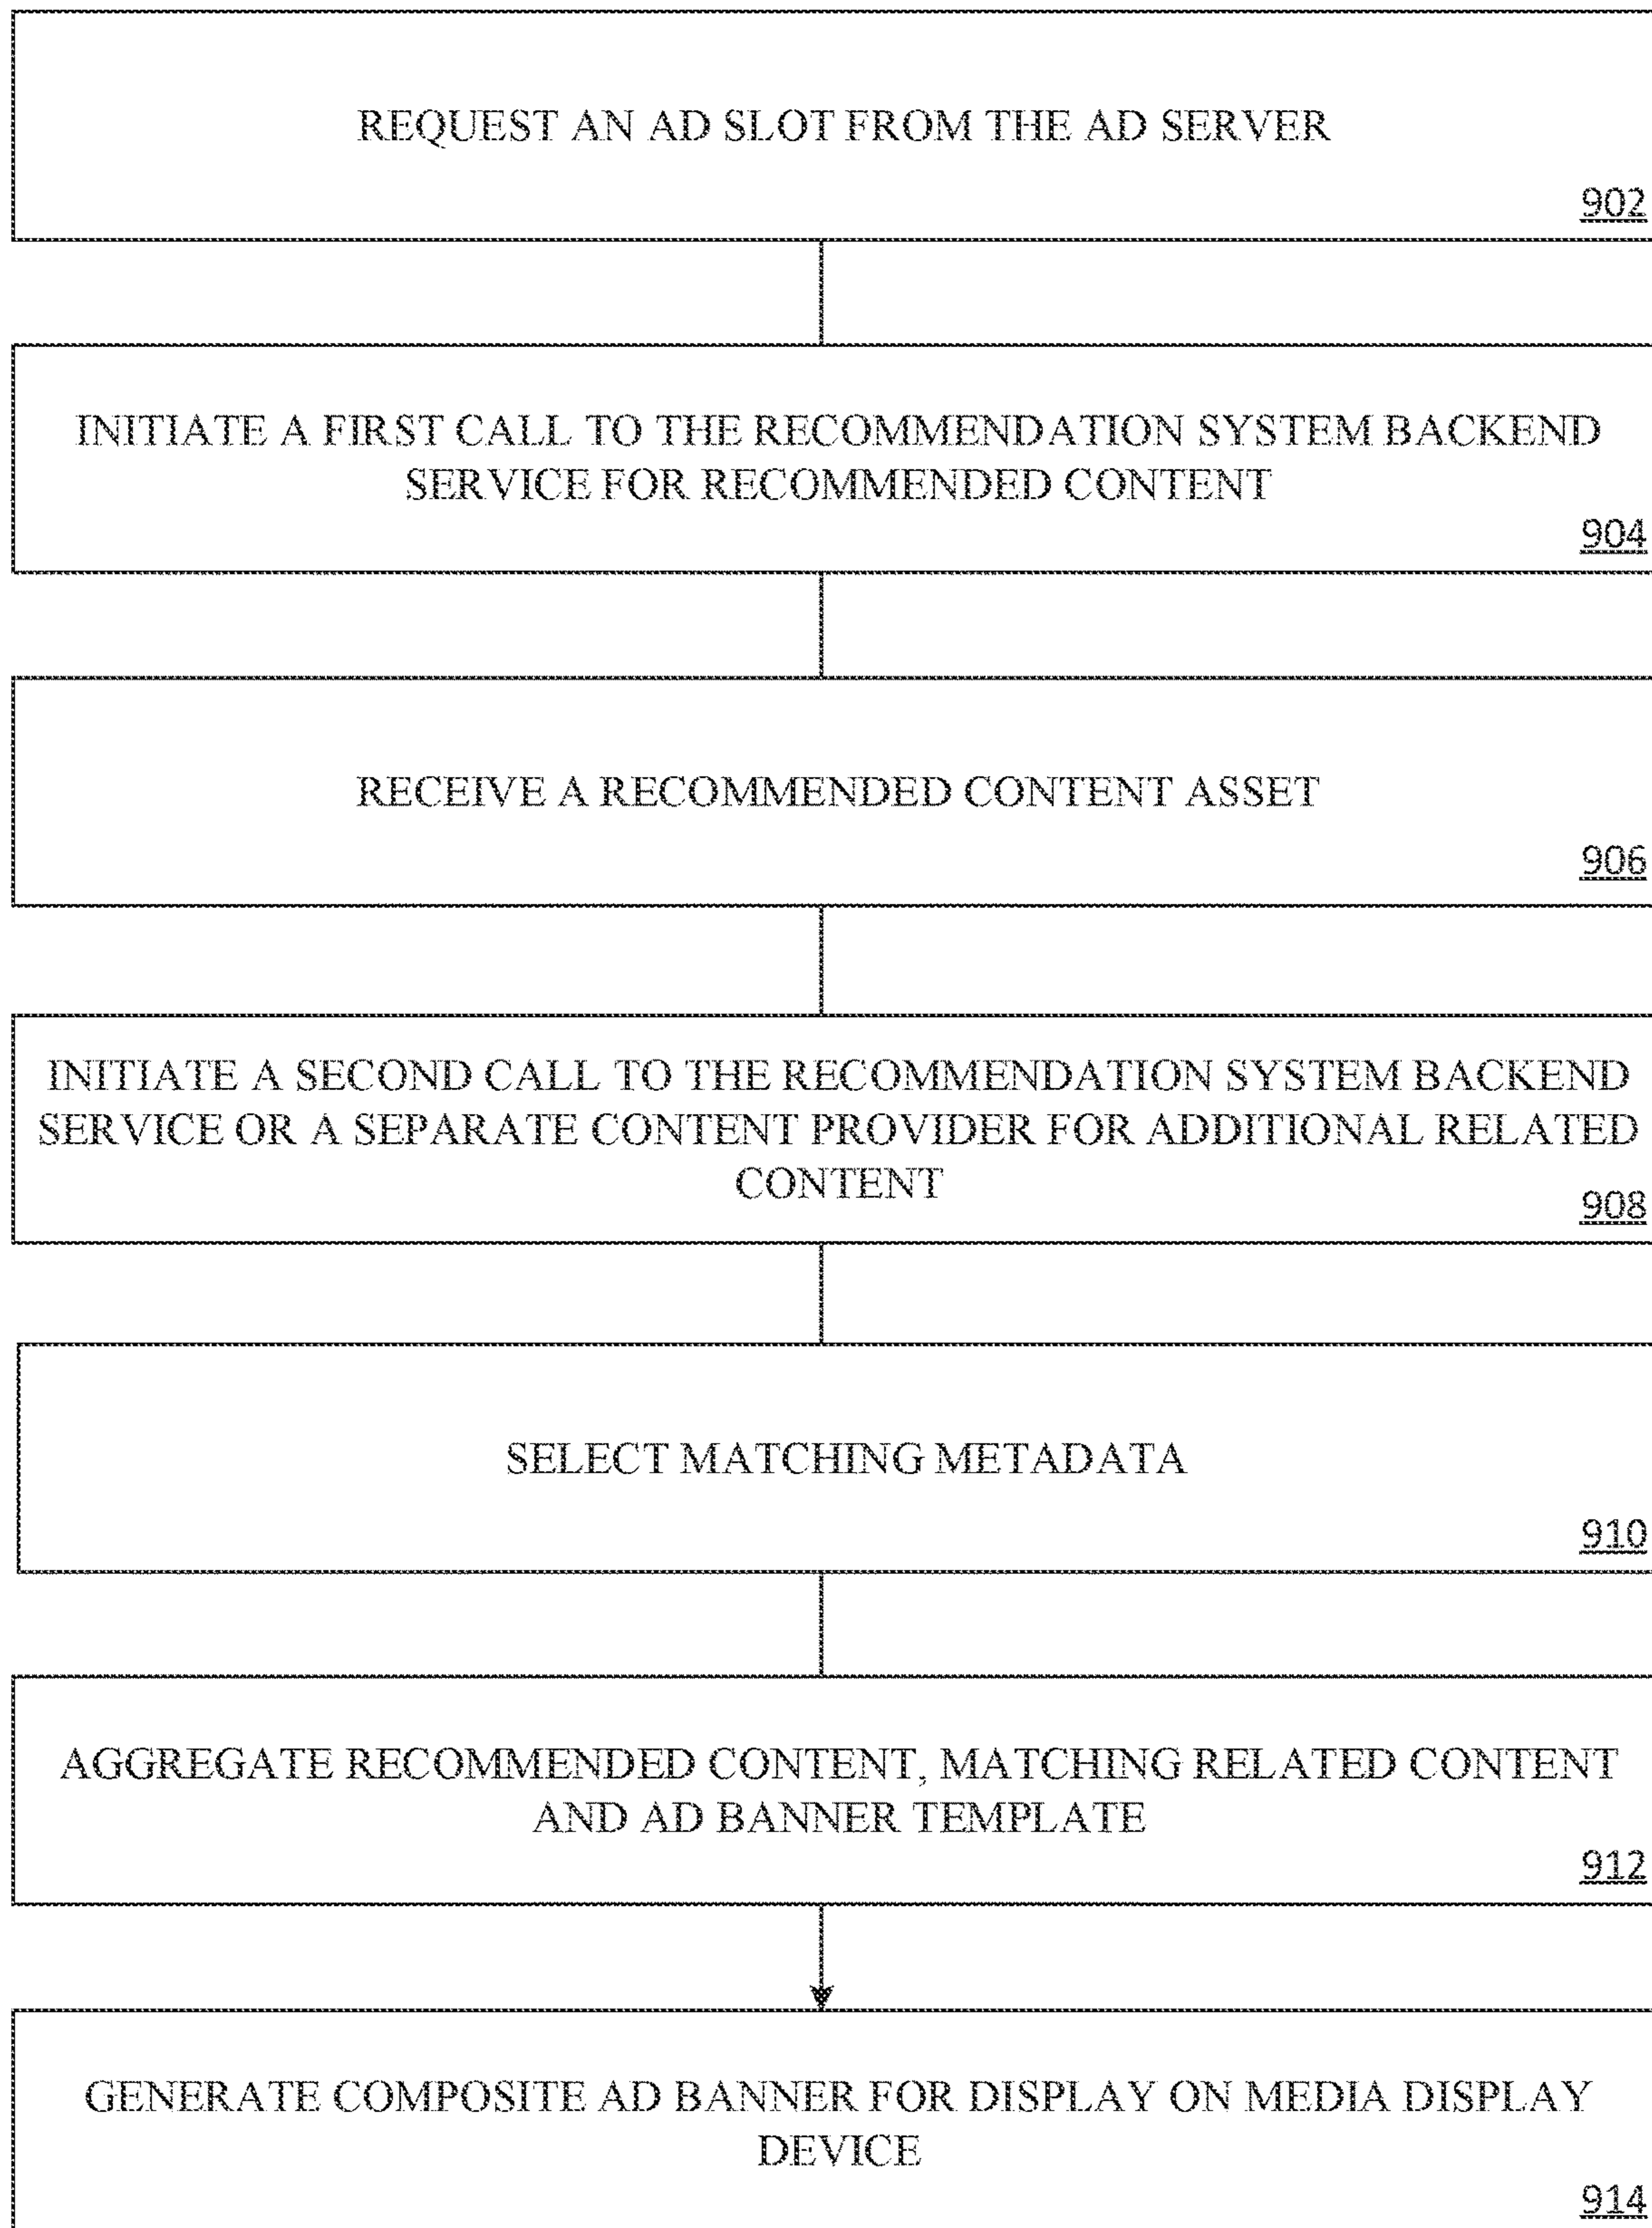 REQUEST AN AD SLOT FROM THE AD SERVER
902
INITIATE A FIRST CALL TO THE RECOMMENDATION SYSTEM BACKEND
SERVICE FOR RECOMMENDED CONTENT
904
RECEIVE A RECOMMENDED CONTENT ASSET
906
INITIATE A SECOND CALL TO THE RECOMMENDATION SYSTEM BACKEND
SERVICE OR A SEPARATE CONTENT PROVIDER FOR ADDITIONAL RELATED
CONTENT
908
SELECT MATCHING METADATA
910
AGGREGATE RECOMMENDED CONTENT, MATCHING RELATED CONTENT
AND AD BANNER TEMPLATE
912
GENERATE COMPOSITE AD BANNER FOR DISPLAY ON MEDIA DISPLAY
DEVICE
914